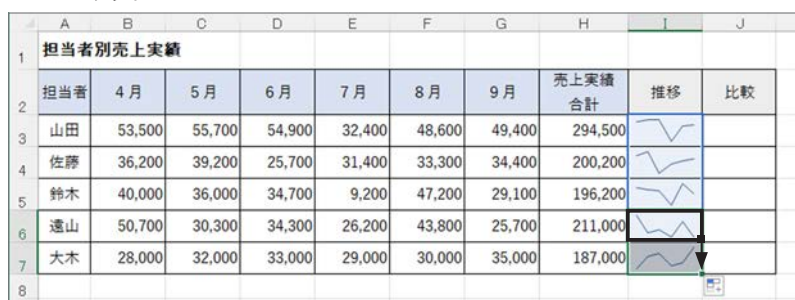 A B C D E F G H I J
1 担当者別売上実績
2 担当者 4月 5月 6月 7月 8月 9月 売上実績合計 推移 比較
3 山田 53,500 55,700 54,900 32,400 48,600 49,400 294,500
4 佐藤 36,200 39,200 25,700 31,400 33,300 34,400 200,200
5 鈴木 40,000 36,000 34,700 9,200 47,200 29,100 196,200
6 遠山 50,700 30,300 34,300 26,200 43,800 25,700 211,000
7 大木 28,000 32,000 33,000 29,000 30,000 35,000 187,000
8